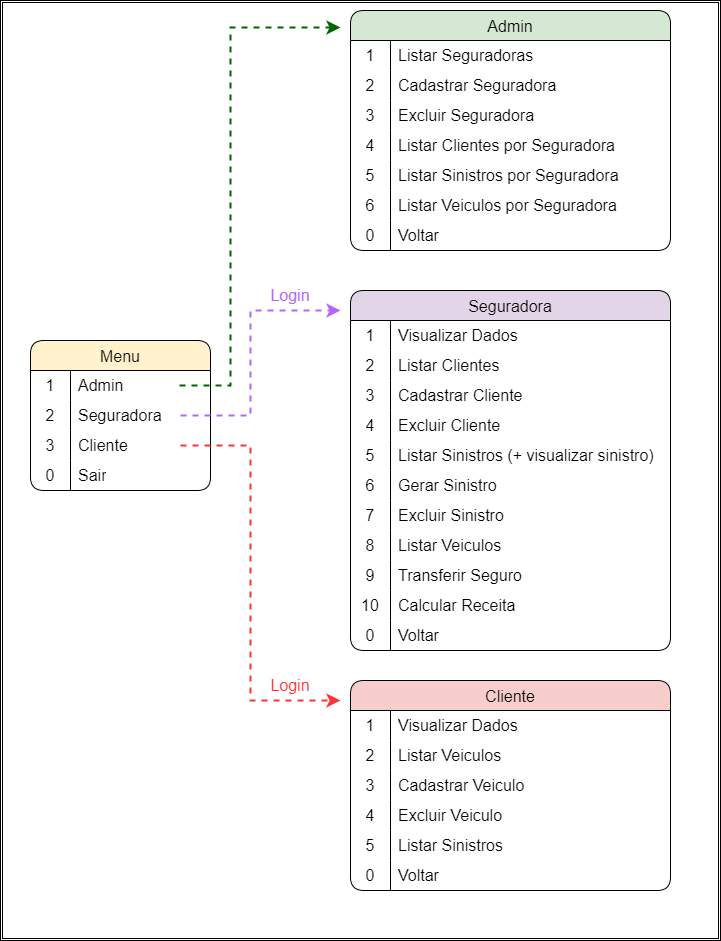 Menu
1 Admin
2 Seguradora
3 Cliente
0 Sair
Admin
1 Listar Seguradoras
2 Cadastrar Seguradora
3 Excluir Seguradora
4 Listar Clientes por Seguradora
5 Listar Sinistros por Seguradora
6 Listar Veiculos por Seguradora
0 Voltar
Login
Seguradora
1 Visualizar Dados
2 Listar Clientes
3 Cadastrar Cliente
4 Excluir Cliente
5 Listar Sinistros (+ visualizar sinistro)
6 Gerar Sinistro
7 Excluir Sinistro
8 Listar Veiculos
9 Transferir Seguro
10 Calcular Receita
0 Voltar
Login
Cliente
1 Visualizar Dados
2 Listar Veiculos
3 Cadastrar Veiculo
4 Excluir Veiculo
5 Listar Sinistros
0 Voltar